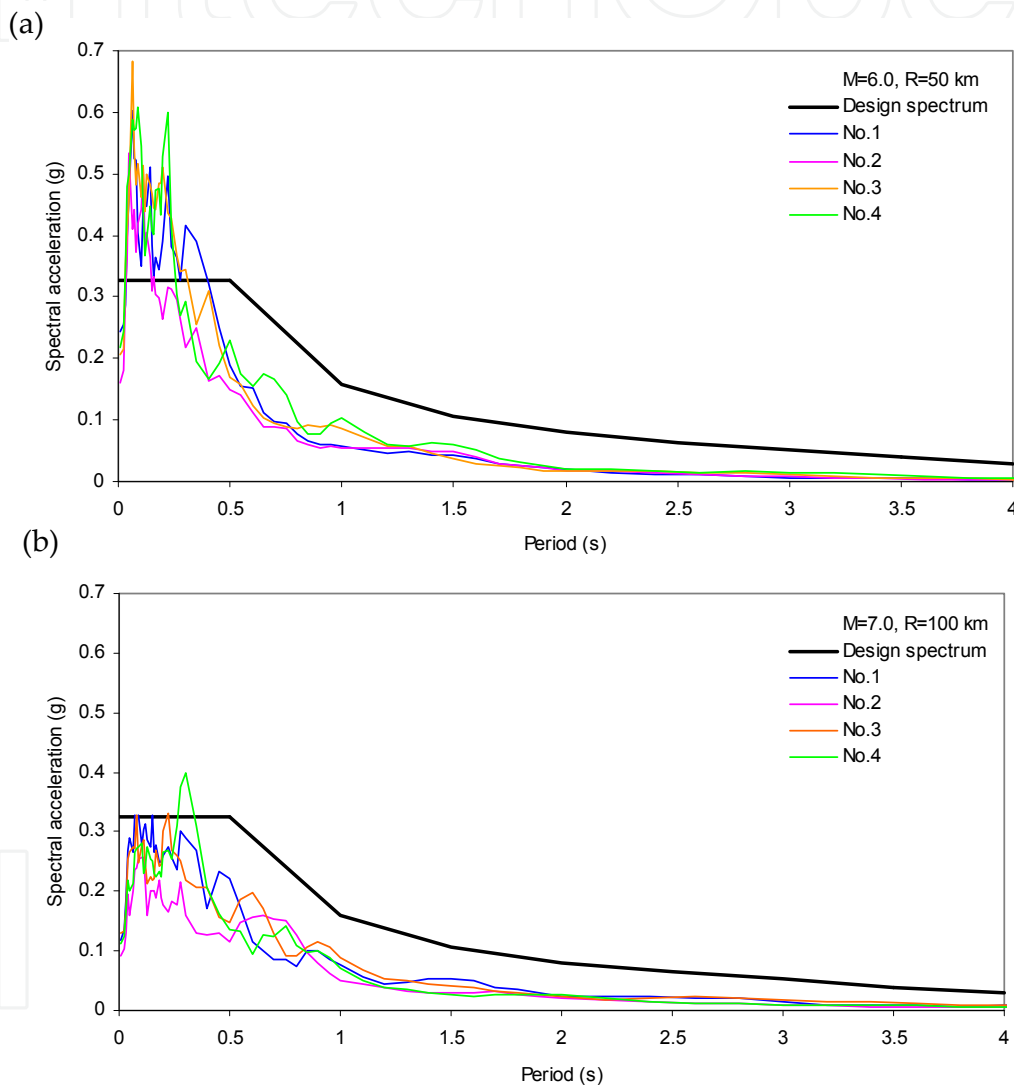 (a)
0.7
0.6
0.5
0.4
0.3
0.2
0.1
0
Spectral acceleration (g)
M=6.0, R=50 km
Design spectrum
No.1
No.2
No.3
No.4
0 0.5 1 1.5 2 2.5 3 3.5 4
Period (s)
(b)
0.7
0.6
0.5
0.4
0.3
0.2
0.1
0
Spectral acceleration (g)
M=7.0, R=100 km
Design spectrum
No.1
No.2
No.3
No.4
0 0.5 1 1.5 2 2.5 3 3.5 4
Period (s)